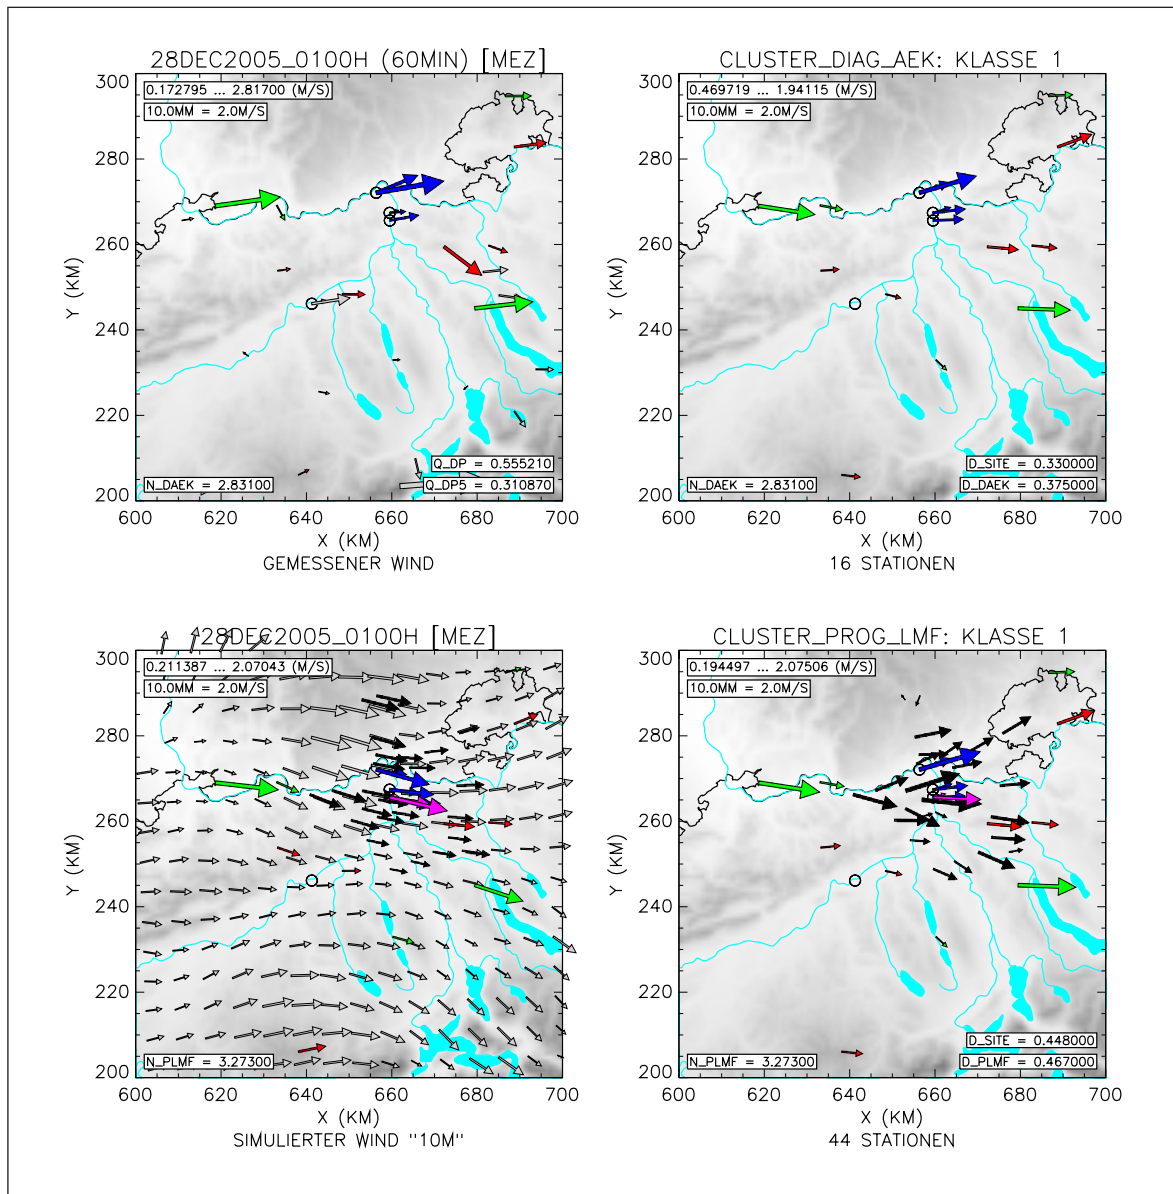 28DEC2005_0100H (60MIN) [MEZ]
0.172795 ... 2.81700 (M/S)
10.0MM = 2.0M/S
300
280
260
240
220
200
Y (KM)
Q_DP = 0.555210
N_DAEK = 2.83100
Q_DP5 = 0.310870
600
620
640
660
680
700
X (KM)
GEMESSENER WIND
CLUSTER_DIAG_AEK: KLASSE 1
0.469719 ... 1.94115 (M/S)
10.0MM = 2.0M/S
300
280
260
240
220
200
Y (KM)
D_SITE = 0.330000
N_DAEK = 2.83100
D_DAEK = 0.375000
600
620
640
660
680
700
X (KM)
16 STATIONEN
28DEC2005_0100H [MEZ]
0.211387 ... 2.07043 (M/S)
10.0MM = 2.0M/S
300
280
260
240
220
200
Y (KM)
N_PLMF = 3.27300
600
620
640
660
680
700
X (KM)
SIMULIERTER WIND "10M"
CLUSTER_PROG_LMF: KLASSE 1
0.194497 ... 2.07506 (M/S)
10.0MM = 2.0M/S
300
280
260
240
220
200
Y (KM)
D_SITE = 0.448000
N_PLMF = 3.27300
D_PLMF = 0.467000
600
620
640
660
680
700
X (KM)
44 STATIONEN